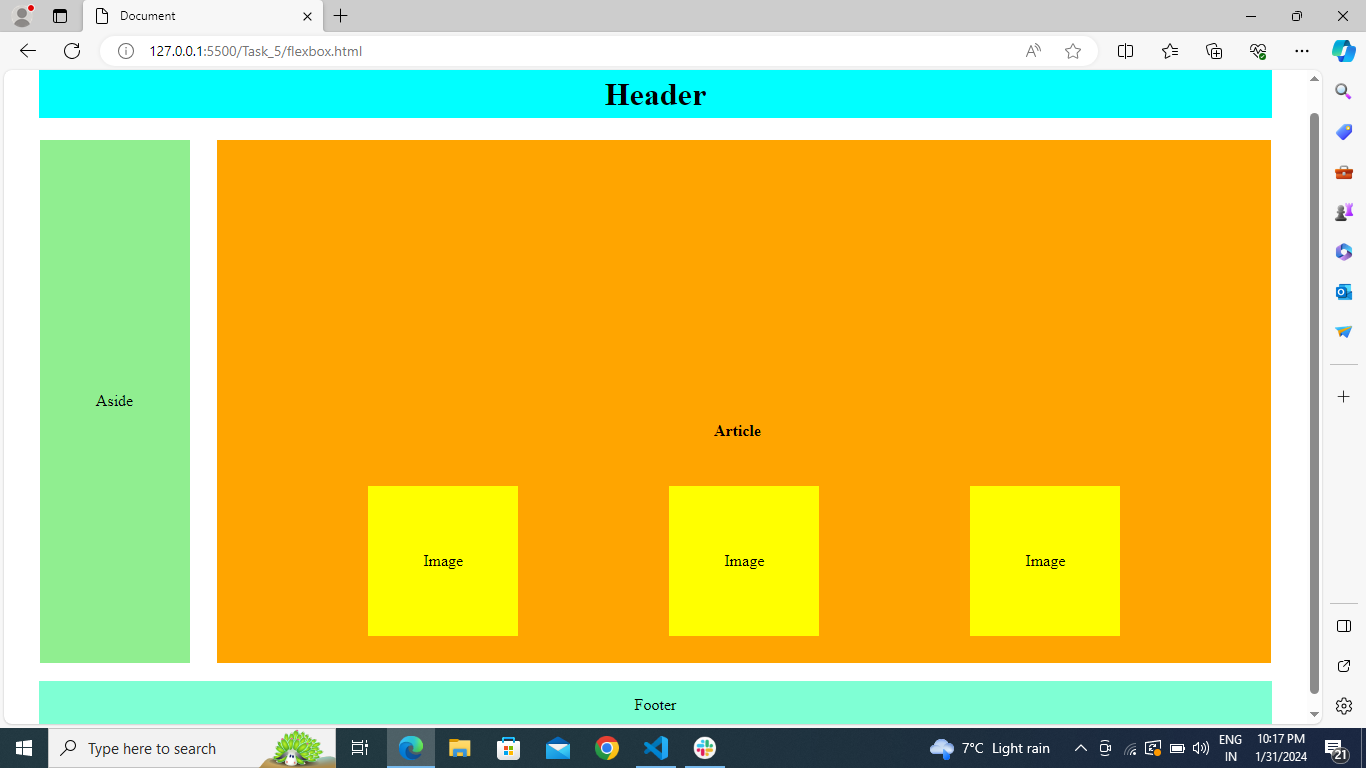 Document
127.0.0.1:5500/Task_5/flexbox.html
Header
Aside
Article
Image Image Image
Footer
Type here to search
7°C Light rain
ENG
IN
10:17 PM
1/31/2024
21